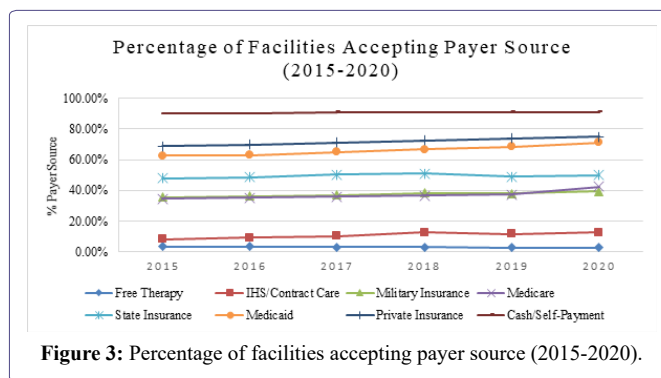 Percentage of Facilities Accepting Payer Source
(2015-2020)
% Payer Source
100.00%
80.00%
60.00%
40.00%
20.00%
0.00%
2015 2016 2017 2018 2019 2020
Free Therapy IHS/Contract Care Military Insurance Medicare
State Insurance Medicaid Private Insurance Cash/Self-Payment
Figure 3: Percentage of facilities accepting payer source (2015-2020).